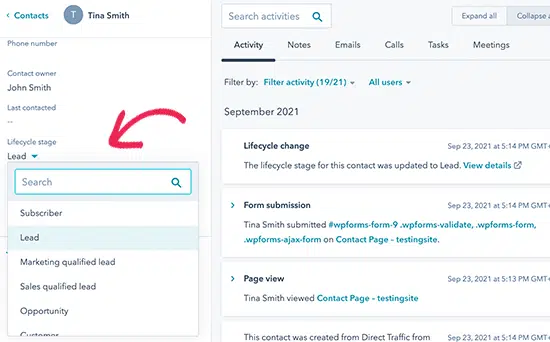 Contacts
T
Tina Smith
Phone number
Contact owner
John Smith
Last contacted
--
Lifecycle stage
Lead
Search
Subscriber
Lead
Marketing qualified lead
Sales qualified lead
Opportunity
Customer
Search activities
Expand all
Collapse a
Activity
Notes
Emails
Calls
Tasks
Meetings
Filter by: Filter activity (19/21) All users
September 2021
Lifecycle change
Sep 23, 2021 at 5:14 PM GMT+
The lifecycle stage for this contact was updated to Lead. View details
Form submission
Sep 23, 2021 at 5:14 PM GMT+
Tina Smith submitted #wpforms-form-9 .wpforms-validate, .wpforms-form,
.wpforms-ajax-form on Contact Page – testingsite.
Page view
Sep 23, 2021 at 5:13 PM GMT+
Tina Smith viewed Contact Page – testingsite
This contact was created from Direct Traffic from
Sep 23, 2021 at 5:13 PM GMT+